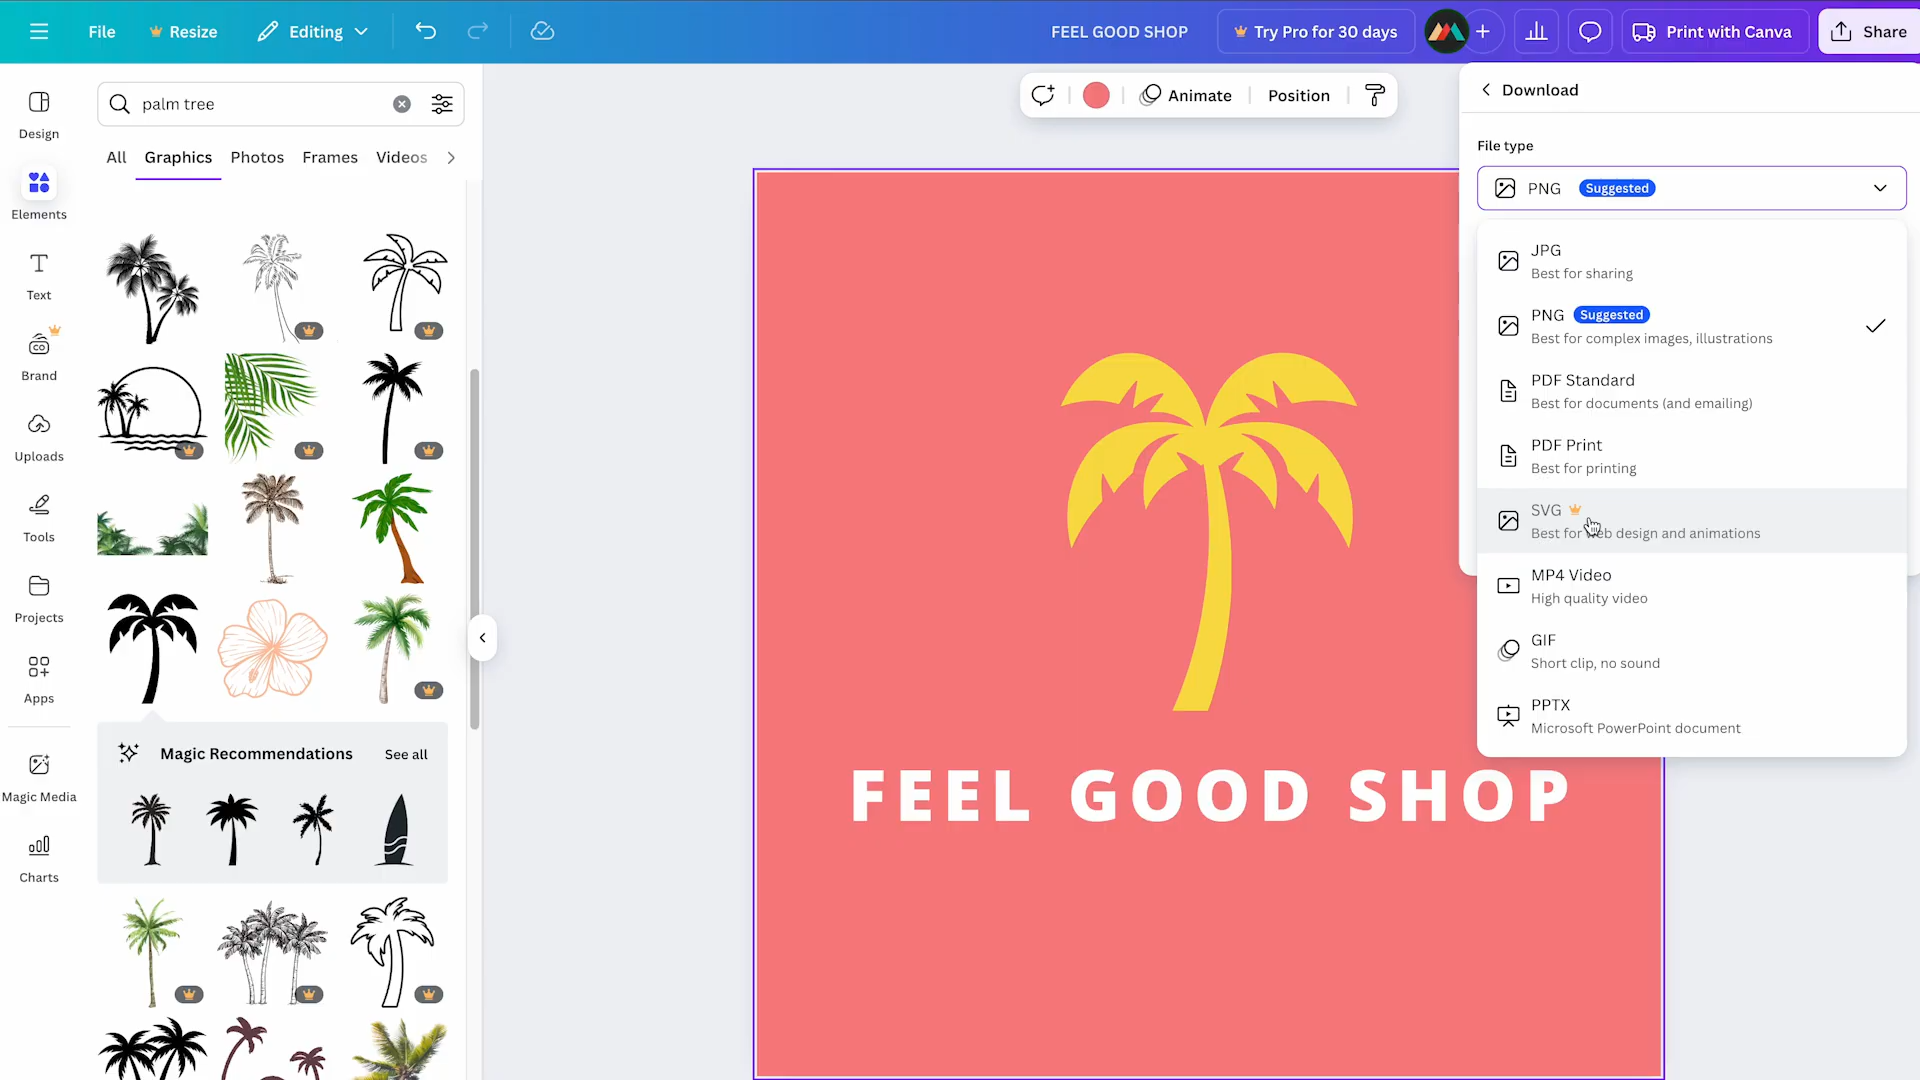 File
Resize
Editing
FEEL GOOD SHOP
Try Pro for 30 days
Print with Canva
Share
Design
Elements
Text
Brand
Uploads
Tools
Projects
Apps
Magic Media
Charts
palm tree
All
Graphics
Photos
Frames
Videos
Magic Recommendations
See all
Animate
Position
FEEL GOOD SHOP
Download
File type
PNG Suggested
JPG
Best for sharing
PNG Suggested
Best for complex images, illustrations
PDF Standard
Best for documents (and emailing)
PDF Print
Best for printing
SVG
Best for web design and animations
MP4 Video
High quality video
GIF
Short clip, no sound
PPTX
Microsoft PowerPoint document